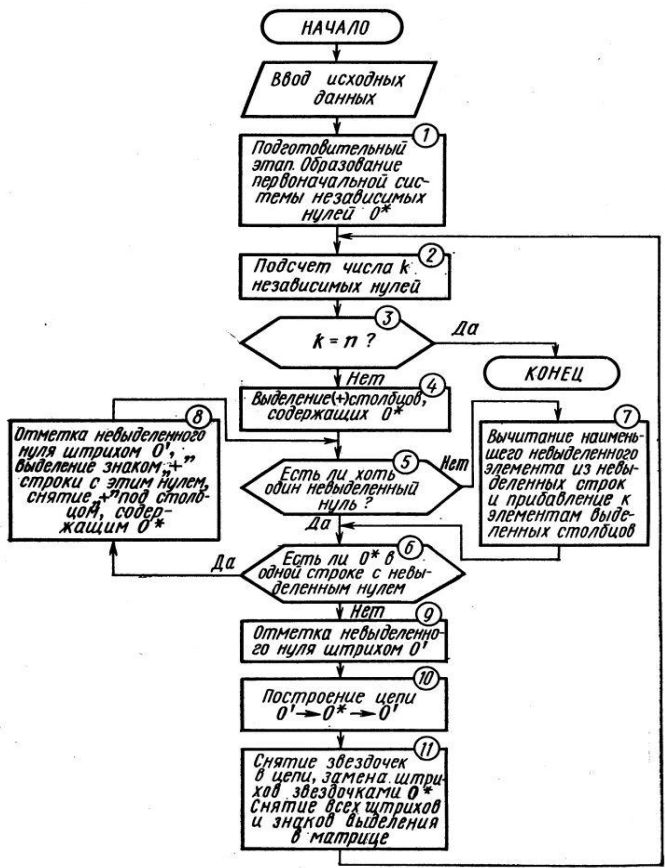 НАЧАЛО
Ввод исходных
данных
1
Подготовительный
этап. Образование
первоначальной сис-
темы независимых
нулей 0*
2
Подсчет числа k
независимых нулей
3
k = n ?
Да
КОНЕЦ
Нет
4
Выделение(+)столбцов,
содержащих 0*
8
Отметка невыделенного
нуля штрихом 0',
выделение знаком „+"
строки с этим нулем,
снятие „+" под столб-
цом, содер-
жащим 0*
5
Есть ли хоть
один невыделенный
нуль ?
Нет
Да
7
Вычитание наимень-
шего невыделенного
элемента из невы-
деленных строк
и прибавление к
элементам выде-
ленных столбцов
6
Есть ли 0* в
одной строке с невы-
деленным нулем
Да
Нет
9
Отметка невыделенно-
го нуля штрихом 0'
10
Построение цепи
0'→0*→0'
11
Снятие звездочек
в цепи, замена штри-
хов звездочками 0*
Снятие всех штрихов
и знаков выделения
в матрице